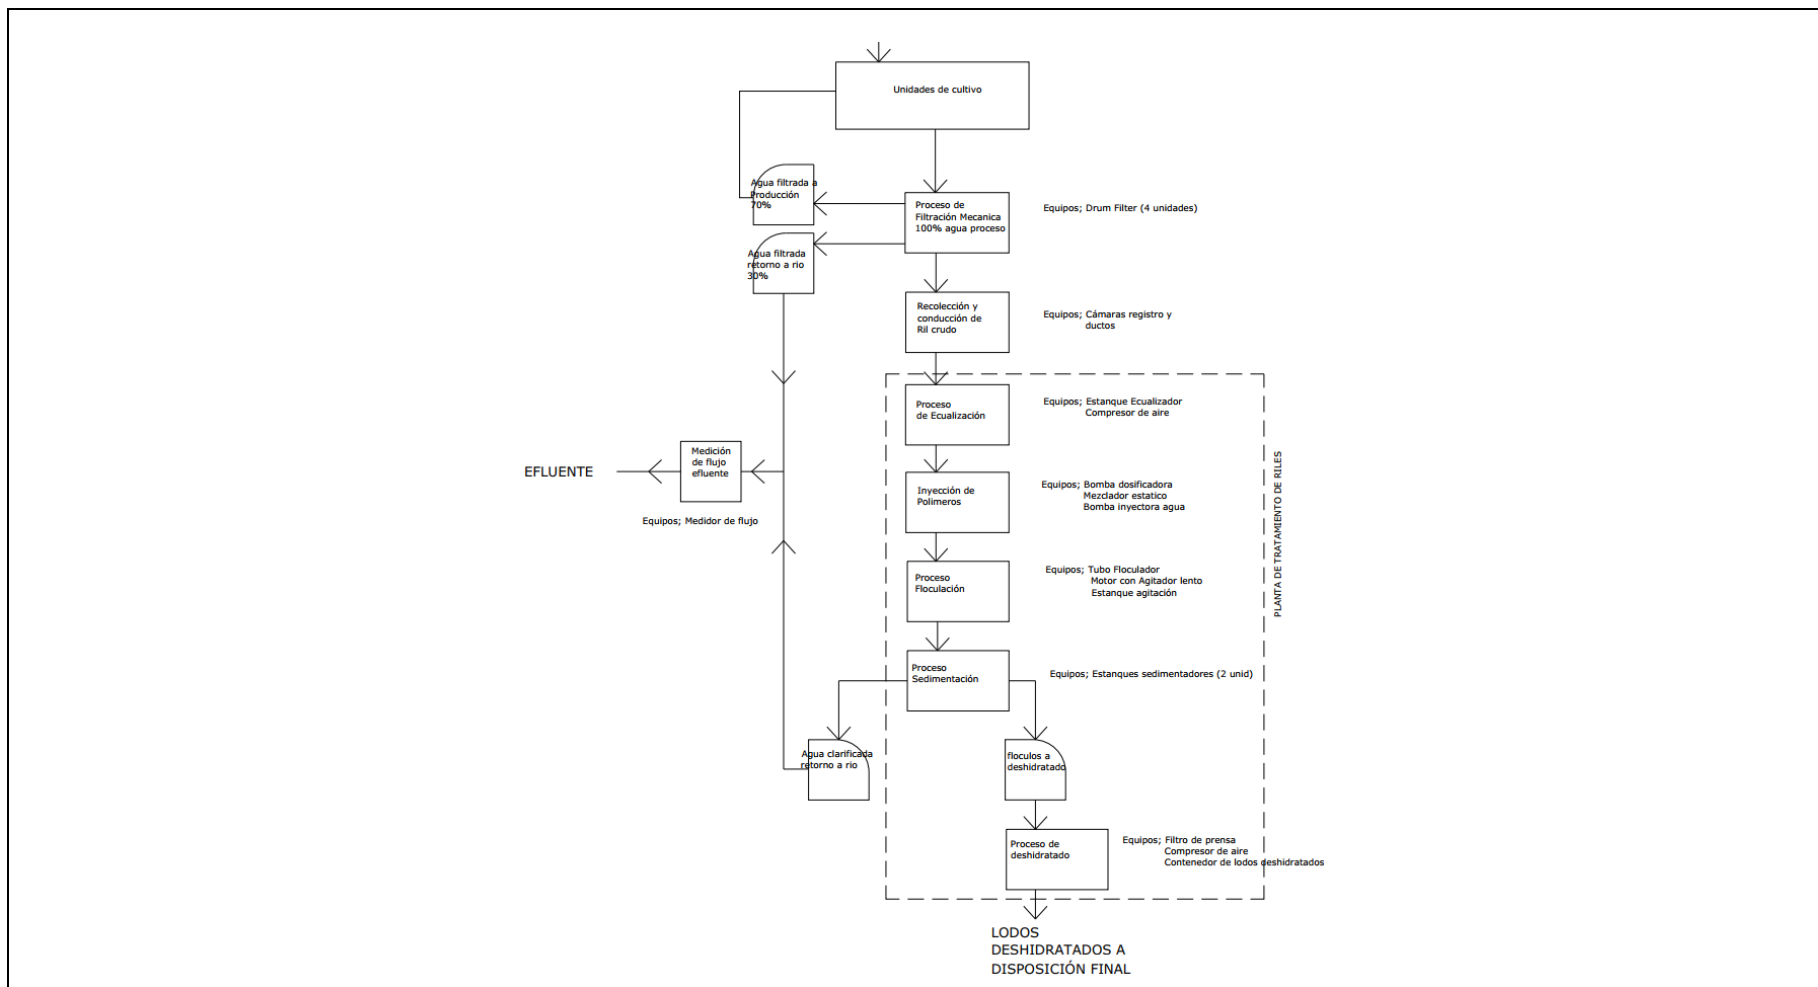 Unidades de cultivo
Agua filtrada a
Producción
70%
Proceso de
Filtración Mecanica
100% agua proceso
Equipos; Drum Filter (4 unidades)
Agua filtrada
retorno a rio
30%
Recolección y
conducción de
Ril crudo
Equipos; Cámaras registro y
ductos
Proceso
de Ecualización
Equipos; Estanque Ecualizador
Compresor de aire
EFLUENTE
Medición
de flujo
efluente
Equipos; Medidor de flujo
Inyección de
Polimeros
Equipos; Bomba dosificadora
Mezclador estatico
Bomba inyectora agua
PLANTA DE TRATAMIENTO DE RILES
Proceso
Floculación
Equipos; Tubo Floculador
Motor con Agitador lento
Estanque agitación
Proceso
Sedimentación
Equipos; Estanques sedimentadores (2 unid)
Agua clarificada
retorno a rio
floculos a
deshidratado
Proceso de
deshidratado
Equipos; Filtro de prensa
Compresor de aire
Contenedor de lodos deshidratados
LODOS
DESHIDRATADOS A
DISPOSICIÓN FINAL